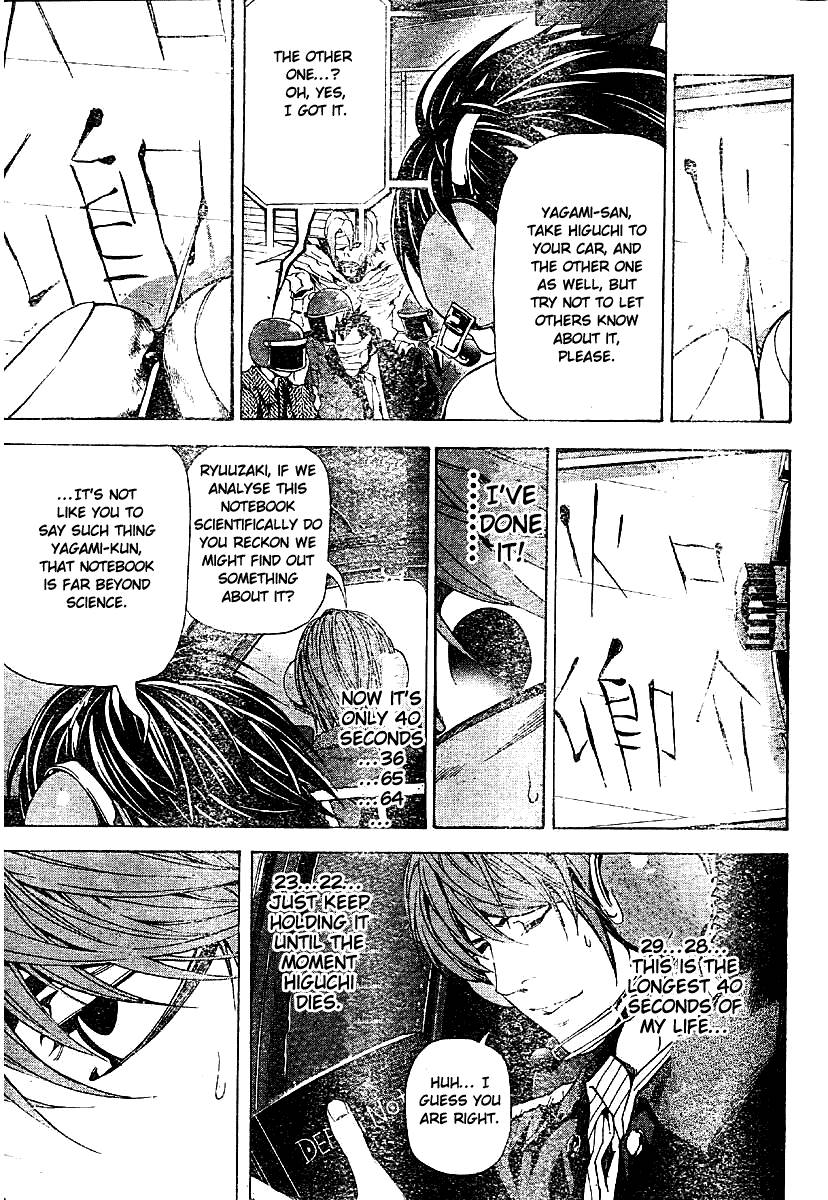 YAGAMI-SAN,
TAKE HIGUCHI TO
YOUR CAR, AND
THE OTHER ONE
AS WELL, BUT
TRY NOT TO LET
OTHERS KNOW
ABOUT IT,
PLEASE.
THE OTHER
ONE...?
OH, YES,
I GOT IT.
火口
卿介
I'VE
DONE
IT!
RYUUZAKI, IF WE
ANALYSE THIS
NOTEBOOK
SCIENTIFICALLY DO
YOU RECKON WE
MIGHT FIND OUT
SOMETHING
ABOUT IT?
...IT'S NOT
LIKE YOU TO
SAY SUCH THING
YAGAMI-KUN,
THAT NOTEBOOK
IS FAR BEYOND
SCIENCE.
NOW IT'S
ONLY 40
SECONDS
...36
...65
...64
...
29...28...
THIS IS THE
LONGEST 40
SECONDS OF
MY LIFE...
HUH... I
GUESS YOU
ARE RIGHT.
23...22...
JUST KEEP
HOLDING IT
UNTIL THE
MOMENT
HIGUCHI
DIES.